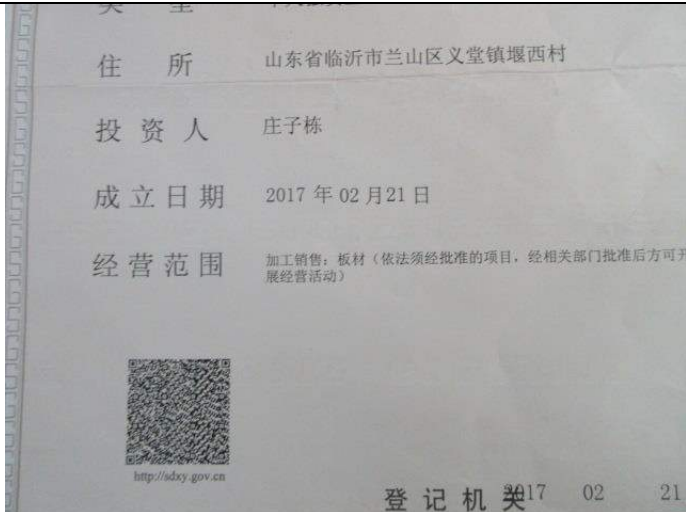 类 型
住 所 山东省临沂市兰山区义堂镇堰西村
投 资 人 庄子栋
成 立 日 期 2017 年 02 月 21 日
经 营 范 围 加工销售：板材（依法须经批准的项目，经相关部门批准后方可开
展经营活动）
http://sdxy.gov.cn
登 记 机 关 2017 02 21